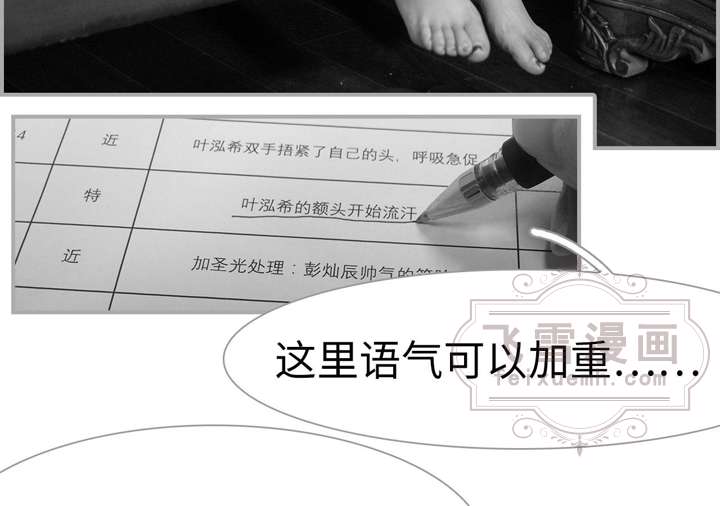 4
近
叶泓希双手捂紧了自己的头,呼吸急促
特
叶泓希的额头开始流汗
近
加圣光处理:彭灿辰帅气的
这里语气可以加重……
飞雪漫画
feixuemh.com